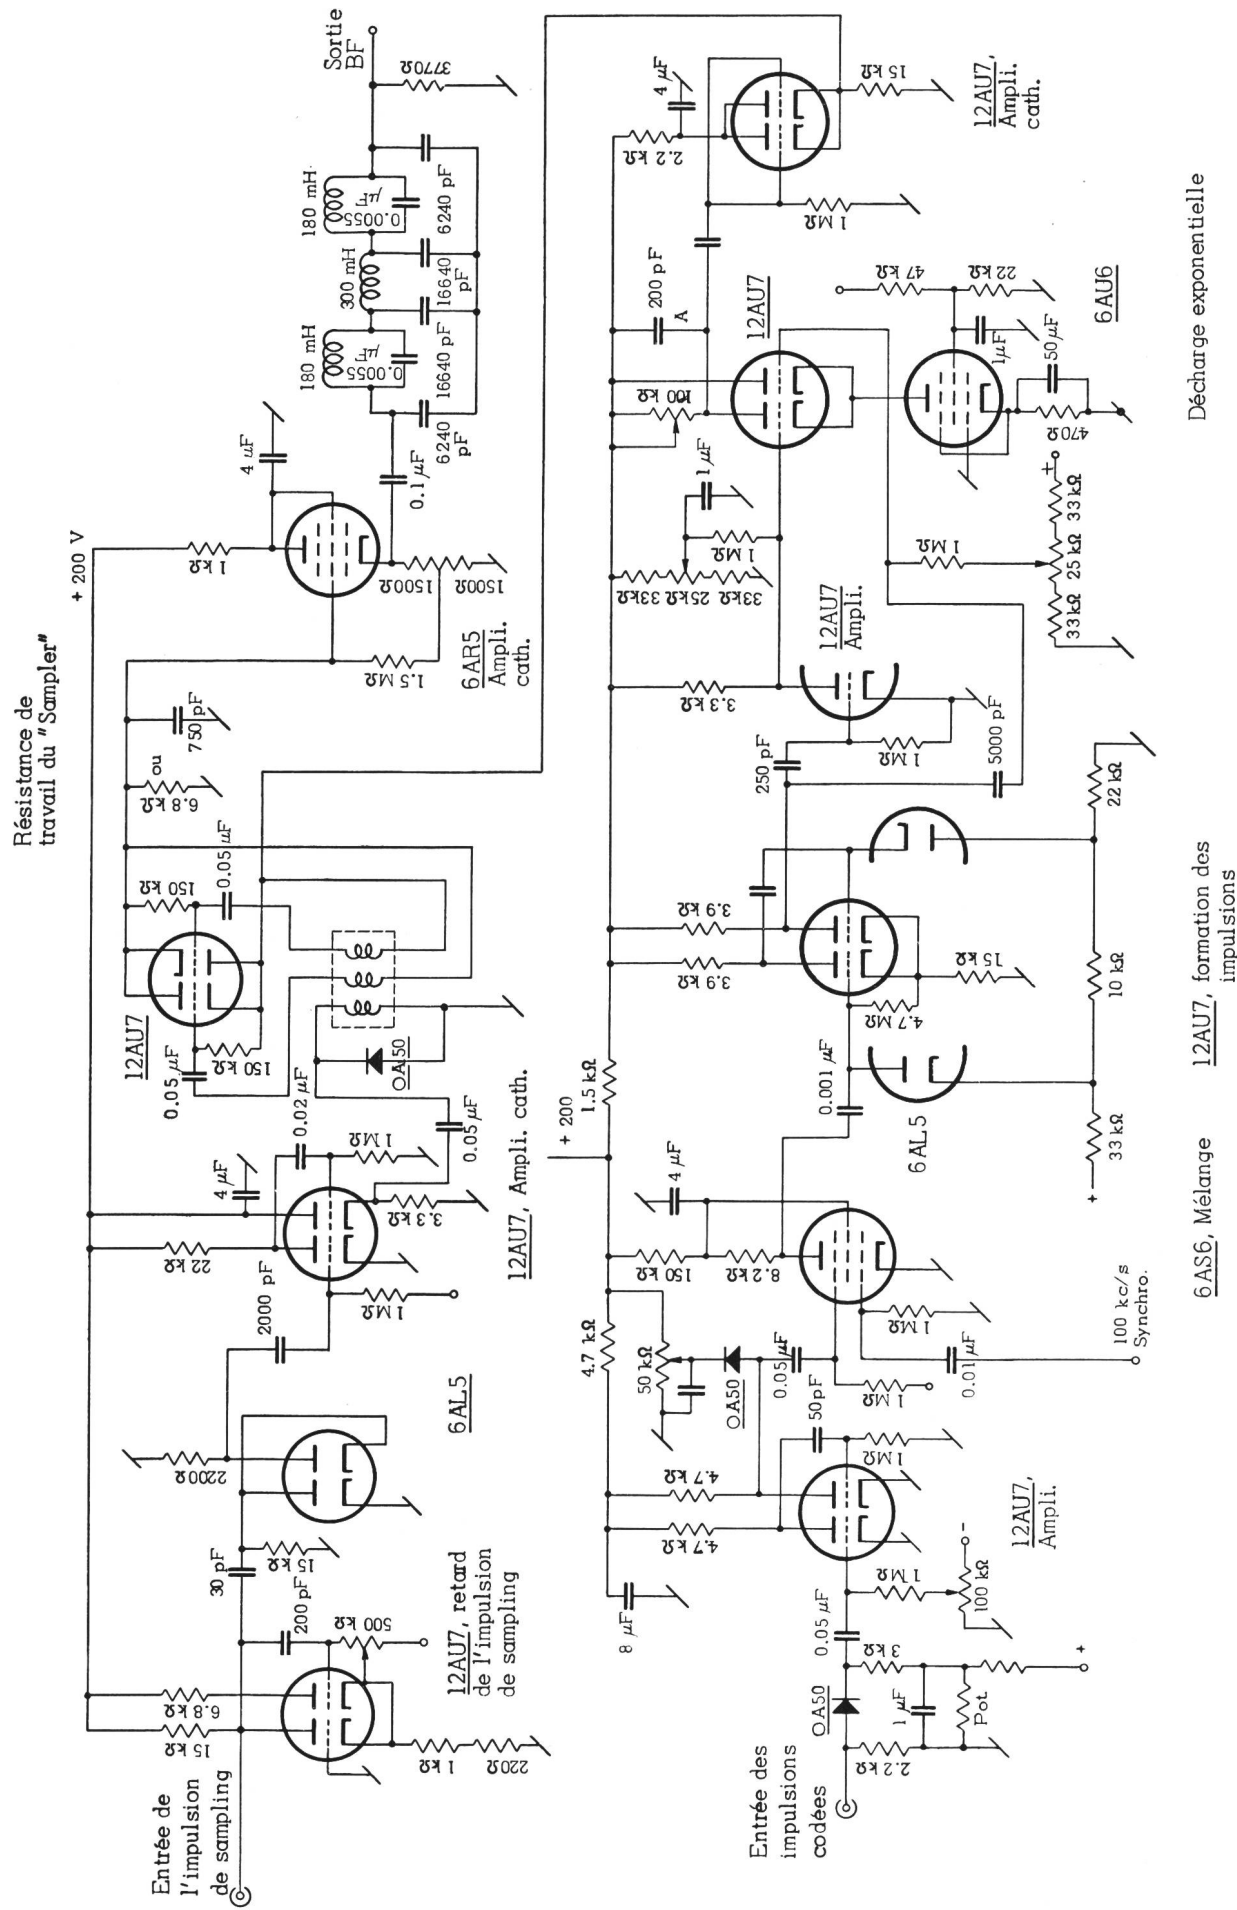 Entrée de
l'impulsion
de sampling
15 kΩ
6.8 kΩ
200 pF
500 kΩ
1 kΩ
220Ω
12AU7, retard
de l'impulsion
de sampling
30 pF
15 kΩ
2200Ω
6AL5
2000 pF
22 kΩ
4 µF
0.02 µF
1 MΩ
1 MΩ
3.3 kΩ
0.05 µF
12AU7, Ampli. cath.
OA50
12AU7
0.05 µF
150 kΩ
150 kΩ
0.05 µF
Résistance de
travail du "Sampler"
6.8 kΩ
ou
750 pF
+ 200 V
1 kΩ
4 uF
1.5 MΩ
1500Ω
1500Ω
6AR5
Ampli.
cath.
0.1 µF
180 mH
0.0055
µF
300 mH
180 mH
0.0055
µF
6240
pF
16640 pF
16640
pF
6240 pF
3770Ω
Sortie
BF
Entrée des
impulsions
codées
OA50
2.2 kΩ
1 µF
Pot
3 kΩ
+
0.05 µF
1 MΩ
100 kΩ
-
12AU7,
Ampli.
8 µF
4.7 kΩ
4.7 kΩ
50 pF
1 MΩ
4.7 kΩ
50 kΩ
OA50
0.05 µF
1 MΩ
0.01 µF
1 MΩ
100 kc/s
Synchro.
+ 200
150 kΩ
8.2 kΩ
4 µF
6AS6, Mélange
1.5 kΩ
0.001 µF
6AL5
+
33 kΩ
10 kΩ
22 kΩ
3.9 kΩ
3.9 kΩ
4.7 MΩ
15 kΩ
12AU7, formation des
impulsions
250 pF
1 MΩ
5000 pF
3.3 kΩ
12AU7
Ampli.
33kΩ
25kΩ
33kΩ
1 µF
1 MΩ
100 kΩ
200 pF
A
12AU7
1 MΩ
33kΩ
25 kΩ
33 kΩ
+
470Ω
50 µF
1µF
47 kΩ
22 kΩ
6AU6
Décharge exponentielle
2.2 kΩ
4 µF
1 MΩ
15 kΩ
12AU7,
Ampli.
cath.